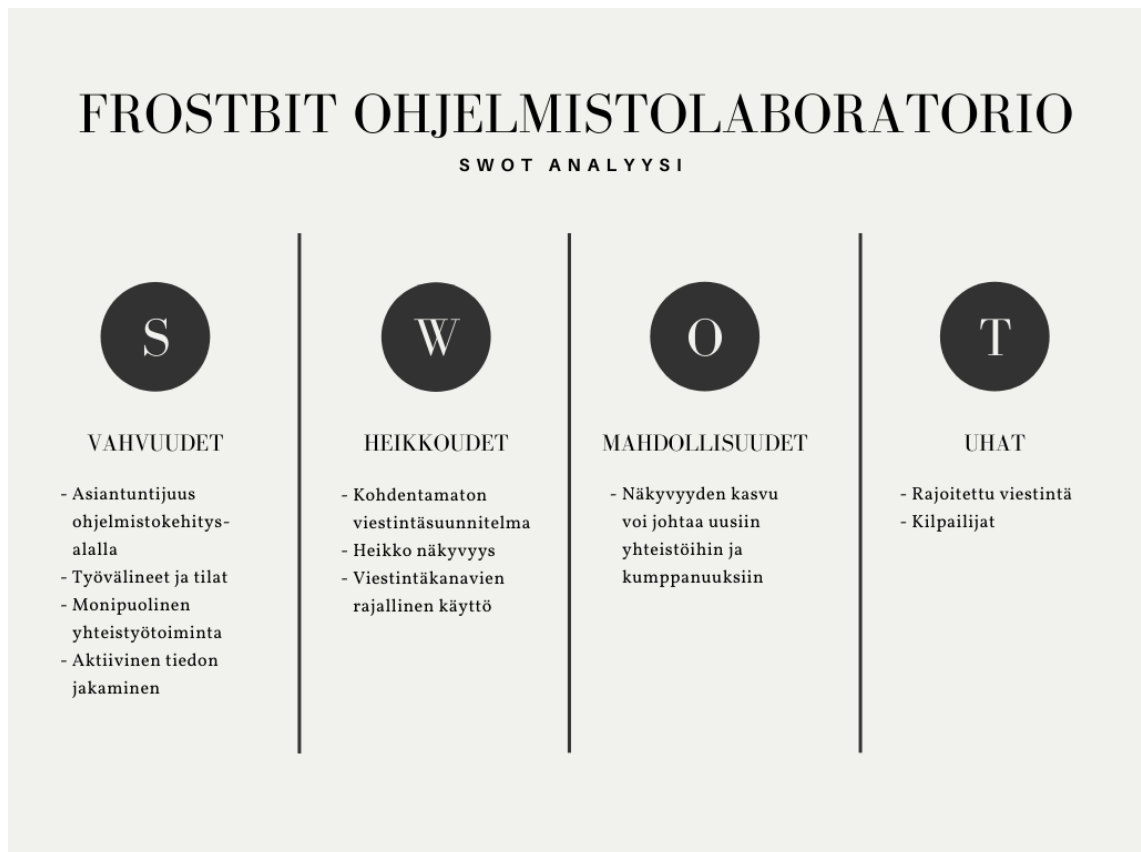 FROSTBIT OHJELMISTOLABORATORIO
SWOT ANALYYSI
S
VAHVUUDET
- Asiantuntijuus
ohjelmistokehitys-
alalla
- Työvälineet ja tilat
- Monipuolinen
yhteistyötoiminta
- Aktiivinen tiedon
jakaminen
W
HEIKKOUDET
- Kohdentamaton
viestintäsuunnitelma
- Heikko näkyvyys
- Viestintäkanavien
rajallinen käyttö
O
MAHDOLLISUUDET
- Näkyvyyden kasvu
voi johtaa uusiin
yhteistöihin ja
kumppanuuksiin
T
UHAT
- Rajoitettu viestintä
- Kilpailijat